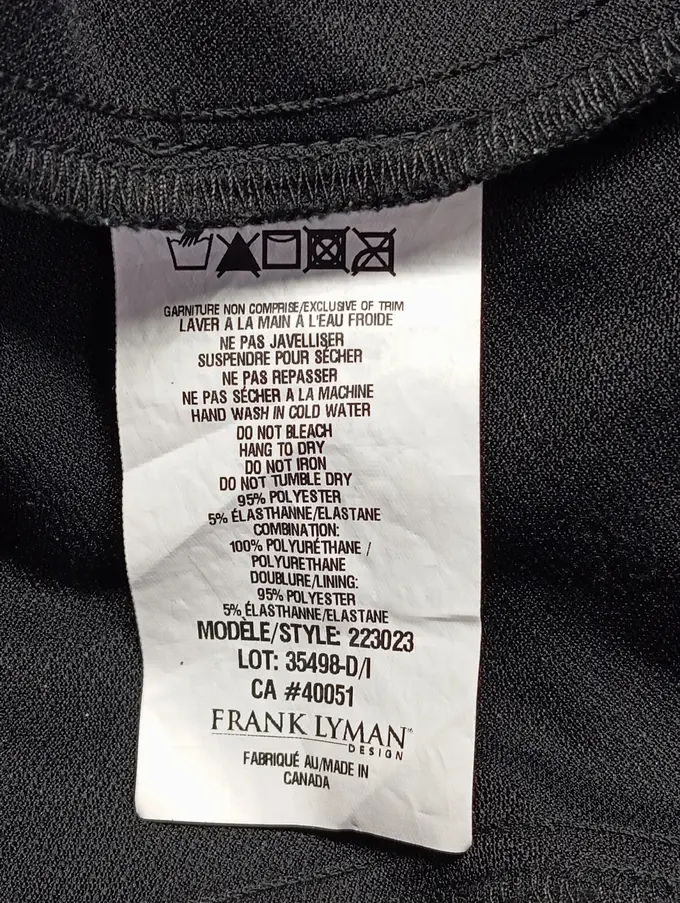 GARNITURE NON COMPRISE/EXCLUSIVE OF TRIM
LAVER A LA MAIN À L'EAU FROIDE
NE PAS JAVELLISER
SUSPENDRE POUR SÉCHER
NE PAS REPASSER
NE PAS SÉCHER A LA MACHINE
HAND WASH IN COLD WATER
DO NOT BLEACH
HANG TO DRY
DO NOT IRON
DO NOT TUMBLE DRY
95% POLYESTER
5% ÉLASTHANNE/ELASTANE
COMBINATION:
100% POLYURÉTHANE /
POLYURETHANE
DOUBLURE/LINING:
95% POLYESTER
5% ÉLASTHANNE/ELASTANE
MODÈLE/STYLE: 223023
LOT: 35498-D/I
CA #40051
FRANK LYMAN™
DESIGN
FABRIQUÉ AU/MADE IN
CANADA